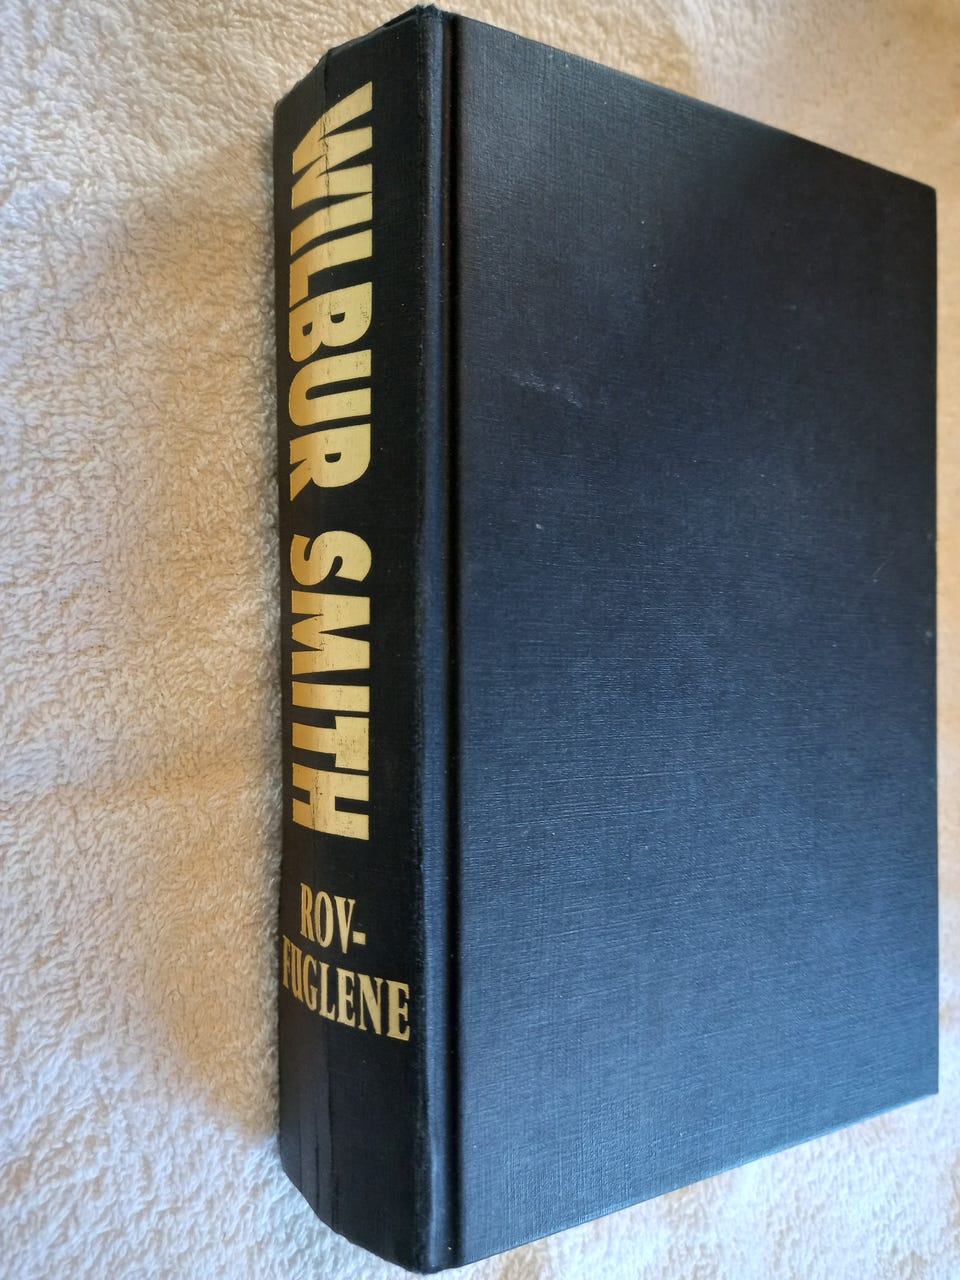 WILBUR SMITH
ROV-
FUGLENE